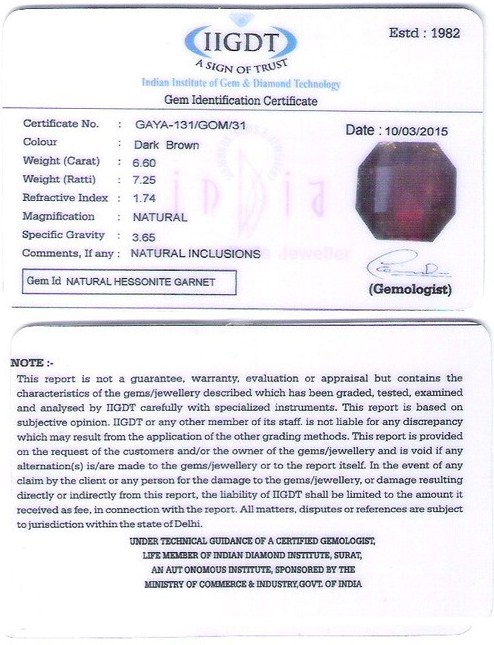 IIGDT
A SIGN OF TRUST
Estd : 1982
Indian Institute of Gem & Diamond Technology
Gem Identification Certificate
Certificate No. : GAYA-131/GOM/31
Date : 10/03/2015
Colour : Dark Brown
Weight (Carat) : 6.60
Weight (Ratti) : 7.25
Refractive Index : 1.74
Magnification : NATURAL
Specific Gravity : 3.65
Comments, If any : NATURAL INCLUSIONS
Gem Id NATURAL HESSONITE GARNET
(Gemologist)
NOTE :-
This report is not a guarantee, warranty, evaluation or appraisal but contains the
characteristics of the gems/jewellery described which has been graded, tested, examined
and analysed by IIGDT carefully with specialized instruments. This report is based on
subjective opinion. IIGDT or any other member of its staff. is not liable for any discrepancy
which may result from the application of the other grading methods. This report is provided
on the request of the customers and/or the owner of the gems/jewellery and is void if any
alternation(s) is/are made to the gems/jewellery or to the report itself. In the event of any
claim by the client or any person for the damage to the gems/jewellery, or damage resulting
directly or indirectly from this report, the liability of IIGDT shall be limited to the amount it
received as fee, in connection with the report. All matters, disputes or references are subject
to jurisdiction within the state of Delhi.
UNDER TECHNICAL GUIDANCE OF A CERTIFIED GEMOLOGIST,
LIFE MEMBER OF INDIAN DIAMOND INSTITUTE, SURAT,
AN AUT ONOMOUS INSTITUTE, SPONSORED BY THE
MINISTRY OF COMMERCE & INDUSTRY,GOVT. OF INDIA